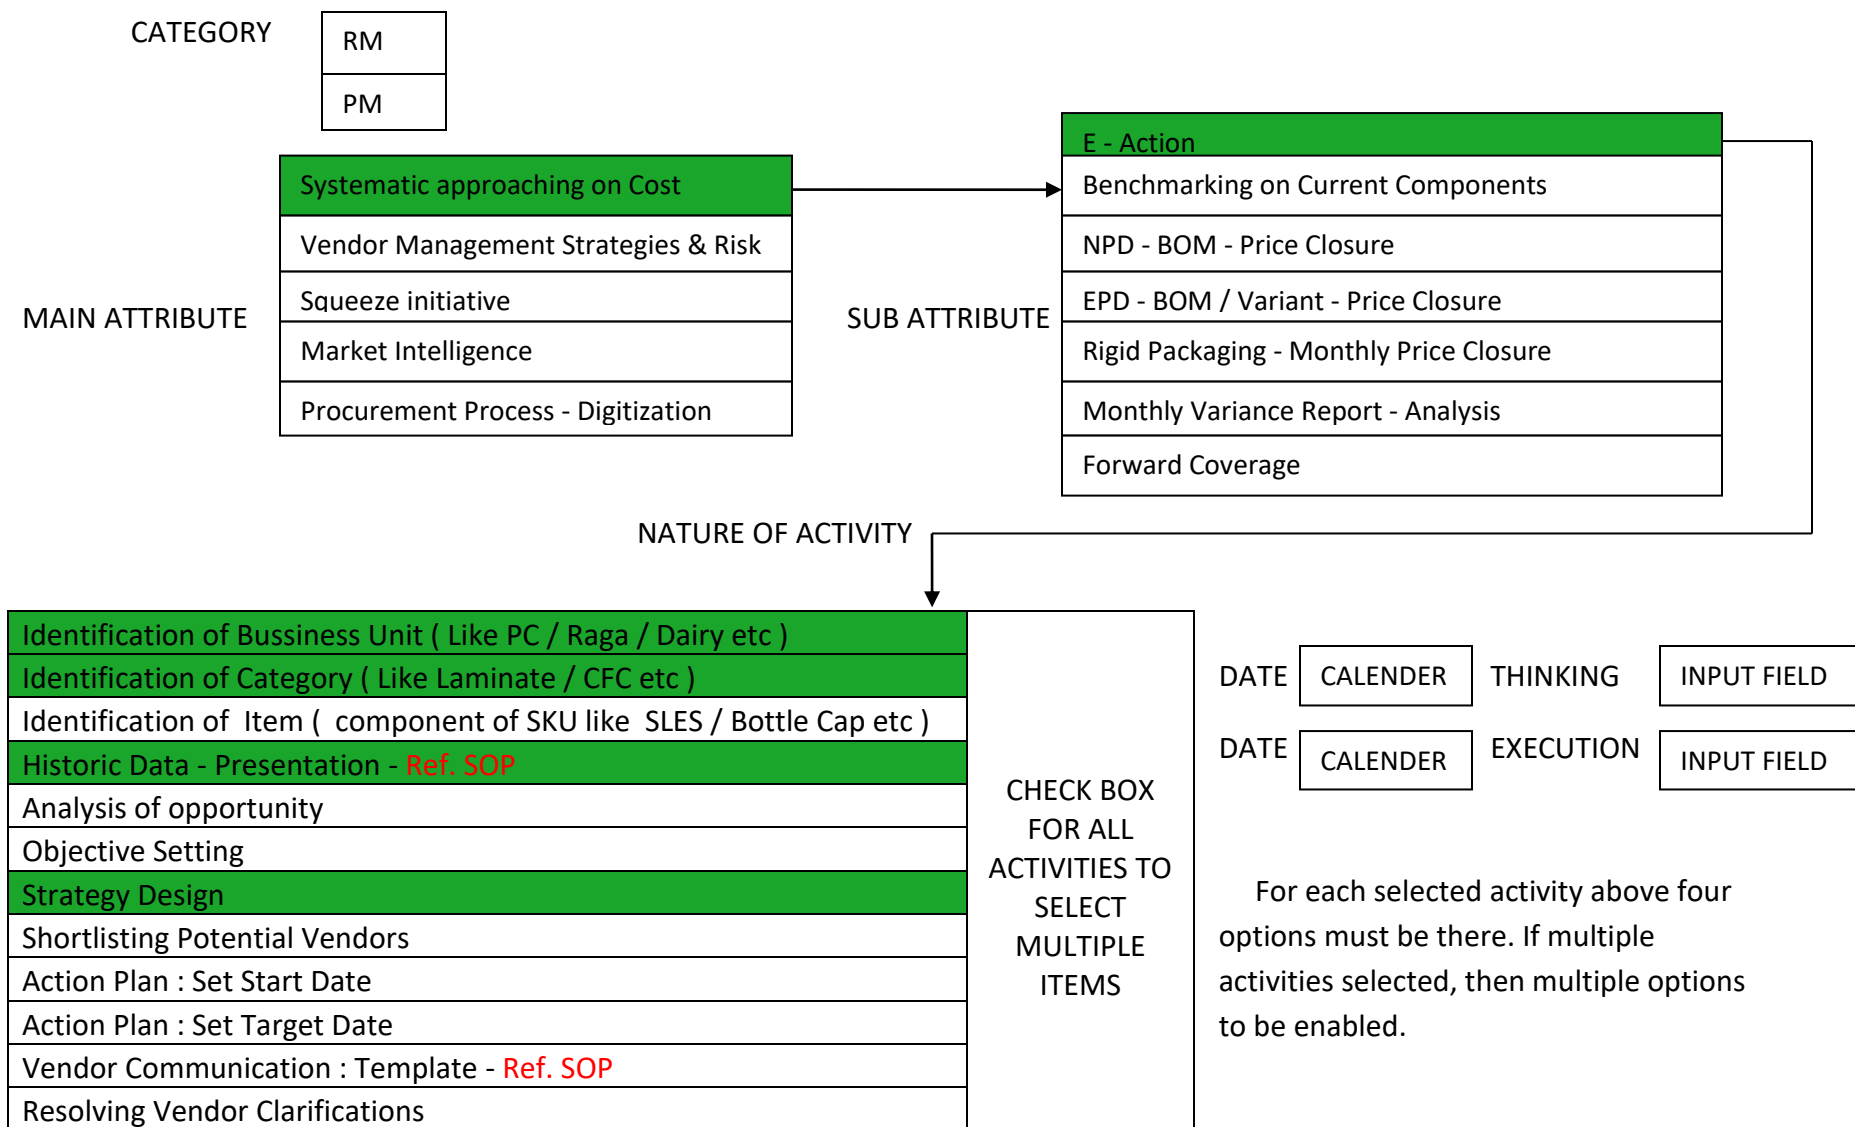 CATEGORY
RM
PM
MAIN ATTRIBUTE
Systematic approaching on Cost
Vendor Management Strategies & Risk
Squeeze initiative
Market Intelligence
Procurement Process - Digitization
SUB ATTRIBUTE
E - Action
Benchmarking on Current Components
NPD - BOM - Price Closure
EPD - BOM / Variant - Price Closure
Rigid Packaging - Monthly Price Closure
Monthly Variance Report - Analysis
Forward Coverage
NATURE OF ACTIVITY
Identification of Bussiness Unit ( Like PC / Raga / Dairy etc )
Identification of Category ( Like Laminate / CFC etc )
Identification of  Item (  component of SKU like  SLES / Bottle Cap etc )
Historic Data - Presentation - Ref. SOP
Analysis of opportunity
Objective Setting
Strategy Design
Shortlisting Potential Vendors
Action Plan : Set Start Date
Action Plan : Set Target Date
Vendor Communication : Template - Ref. SOP
Resolving Vendor Clarifications
CHECK BOX
FOR ALL
ACTIVITIES TO
SELECT
MULTIPLE
ITEMS
DATE CALENDER THINKING INPUT FIELD
DATE CALENDER EXECUTION INPUT FIELD
For each selected activity above four
options must be there. If multiple
activities selected, then multiple options
to be enabled.